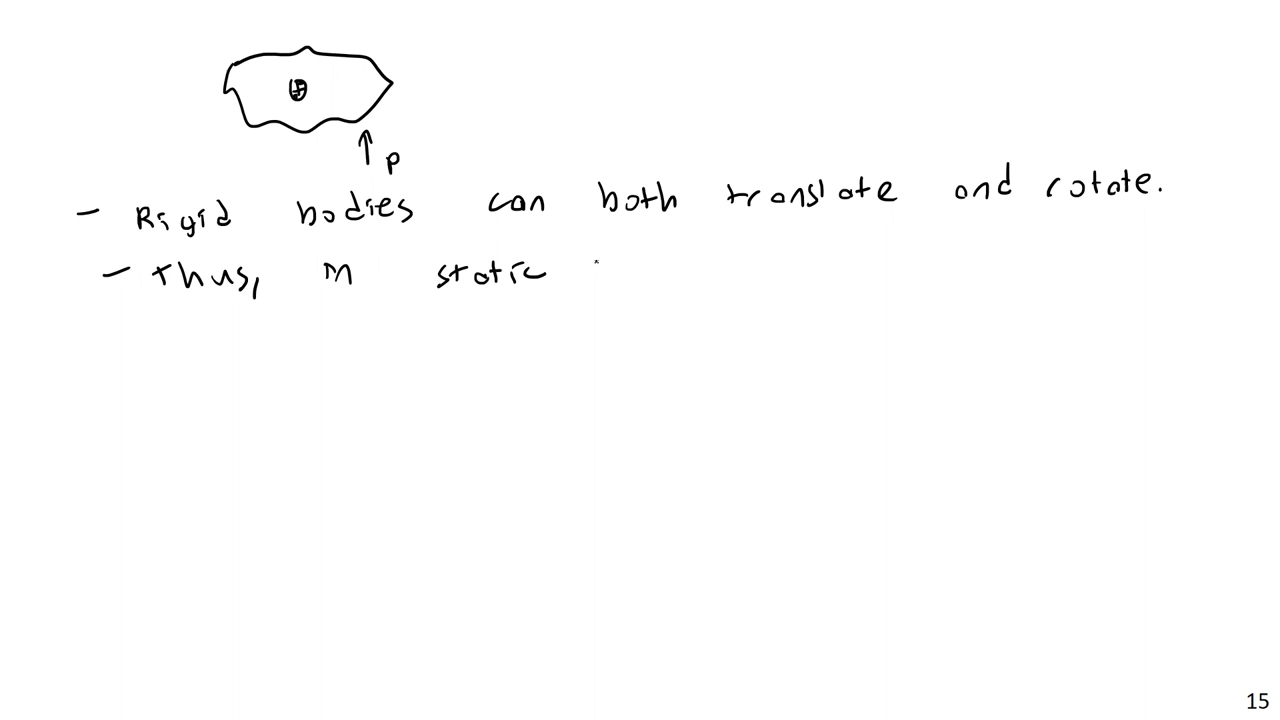 P
- Rigid bodies can both translate and rotate.
- Thus, in static
15